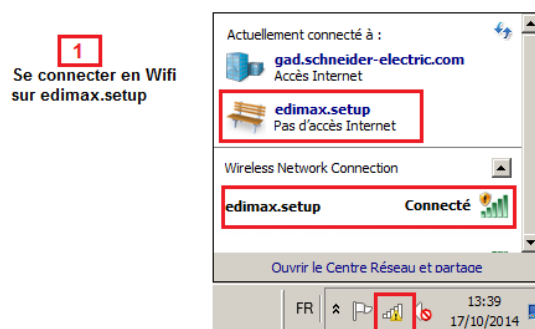 1
Se connecter en Wifi
sur edimax.setup
Actuellement connecté à :
gad.schneider-electric.com
Accès Internet
edimax.setup
Pas d'accès Internet
Wireless Network Connection
edimax.setup Connecté
Ouvrir le Centre Réseau et partage
FR
13:39
17/10/2014